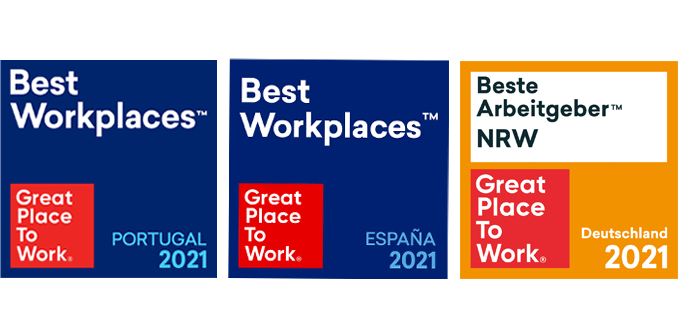 Best
Workplaces™
Great
Place
To
Work®
PORTUGAL
2021
Best
Workplaces™
Great
Place
To
Work®
ESPAÑA
2021
Beste
Arbeitgeber™
NRW
Great
Place
To
Work®
Deutschland
2021